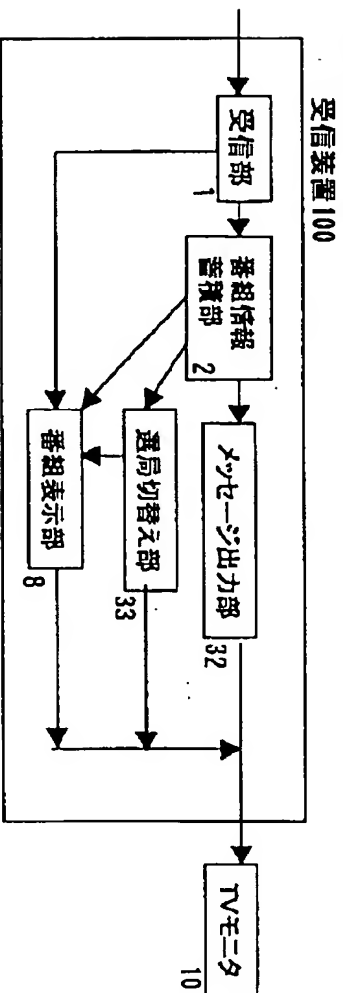 受信装置100
受信部
1
番組情報
蓄積部
2
メッセージ出力部
32
選局切替え部
33
番組表示部
8
TVモニタ
10